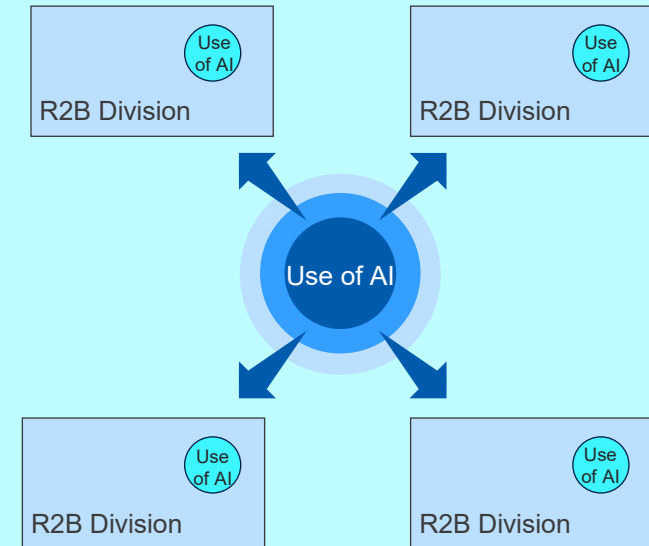 Use
of AI
R2B Division
Use
of AI
R2B Division
Use of AI
Use
of AI
R2B Division
Use
of AI
R2B Division